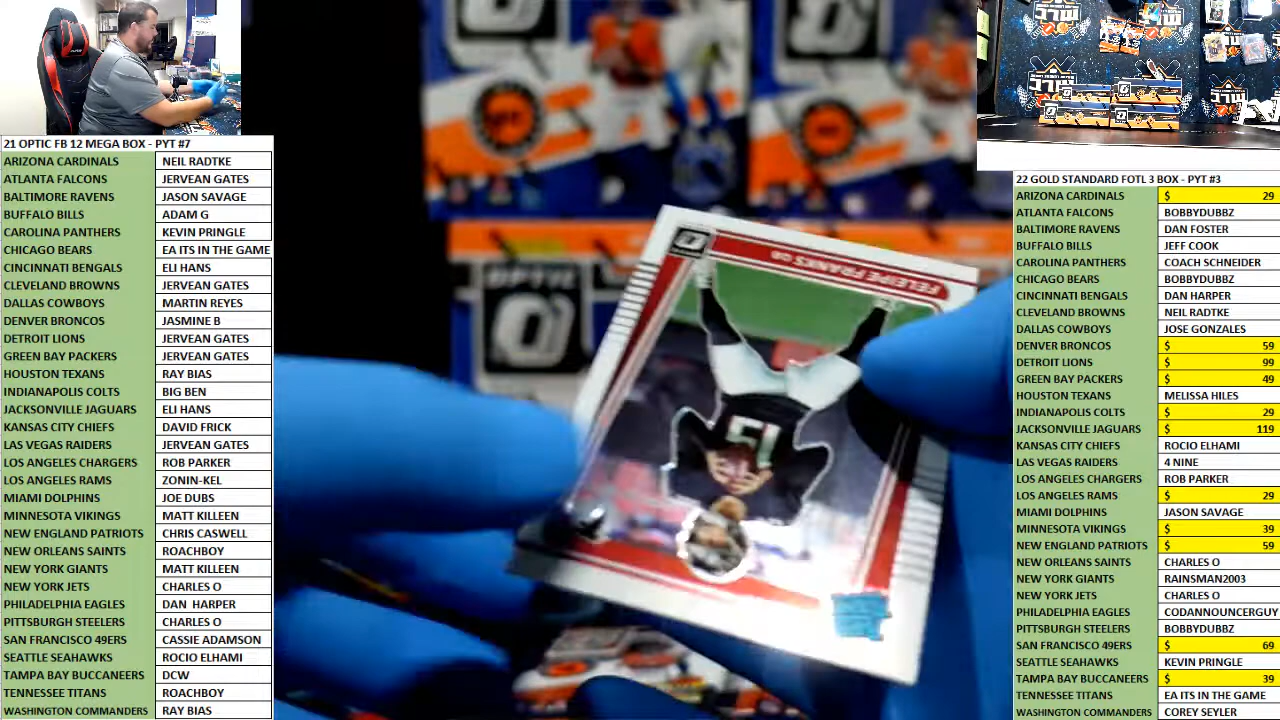 21 OPTIC FB 12 MEGA BOX - PYT #7
ARIZONA CARDINALS NEIL RADTKE
ATLANTA FALCONS JERVEAN GATES
BALTIMORE RAVENS JASON SAVAGE
BUFFALO BILLS ADAM G
CAROLINA PANTHERS KEVIN PRINGLE
CHICAGO BEARS EA ITS IN THE GAME
CINCINNATI BENGALS ELI HANS
CLEVELAND BROWNS JERVEAN GATES
DALLAS COWBOYS MARTIN REYES
DENVER BRONCOS JASMINE B
DETROIT LIONS JERVEAN GATES
GREEN BAY PACKERS JERVEAN GATES
HOUSTON TEXANS RAY BIAS
INDIANAPOLIS COLTS BIG BEN
JACKSONVILLE JAGUARS ELI HANS
KANSAS CITY CHIEFS DAVID FRICK
LAS VEGAS RAIDERS JERVEAN GATES
LOS ANGELES CHARGERS ROB PARKER
LOS ANGELES RAMS ZONIN-KEL
MIAMI DOLPHINS JOE DUBS
MINNESOTA VIKINGS MATT KILLEEN
NEW ENGLAND PATRIOTS CHRIS CASWELL
NEW ORLEANS SAINTS ROACHBOY
NEW YORK GIANTS MATT KILLEEN
NEW YORK JETS CHARLES O
PHILADELPHIA EAGLES DAN HARPER
PITTSBURGH STEELERS CHARLES O
SAN FRANCISCO 49ERS CASSIE ADAMSON
SEATTLE SEAHAWKS ROCIO ELHAMI
TAMPA BAY BUCCANEERS DCW
TENNESSEE TITANS ROACHBOY
WASHINGTON COMMANDERS RAY BIAS
FELEIPE FRANKS QB
15
MLC
22 GOLD STANDARD FOTL 3 BOX - PYT #3
ARIZONA CARDINALS $ 29
ATLANTA FALCONS BOBBYDUBBZ
BALTIMORE RAVENS DAN FOSTER
BUFFALO BILLS JEFF COOK
CAROLINA PANTHERS COACH SCHNEIDER
CHICAGO BEARS BOBBYDUBBZ
CINCINNATI BENGALS DAN HARPER
CLEVELAND BROWNS NEIL RADTKE
DALLAS COWBOYS JOSE GONZALES
DENVER BRONCOS $ 59
DETROIT LIONS $ 99
GREEN BAY PACKERS $ 49
HOUSTON TEXANS MELISSA HILES
INDIANAPOLIS COLTS $ 29
JACKSONVILLE JAGUARS $ 119
KANSAS CITY CHIEFS ROCIO ELHAMI
LAS VEGAS RAIDERS 4 NINE
LOS ANGELES CHARGERS ROB PARKER
LOS ANGELES RAMS $ 29
MIAMI DOLPHINS JASON SAVAGE
MINNESOTA VIKINGS $ 39
NEW ENGLAND PATRIOTS $ 59
NEW ORLEANS SAINTS CHARLES O
NEW YORK GIANTS RAINSMAN2003
NEW YORK JETS CHARLES O
PHILADELPHIA EAGLES CODANNOUNCERGUY
PITTSBURGH STEELERS BOBBYDUBBZ
SAN FRANCISCO 49ERS $ 69
SEATTLE SEAHAWKS KEVIN PRINGLE
TAMPA BAY BUCCANEERS $ 39
TENNESSEE TITANS EA ITS IN THE GAME
WASHINGTON COMMANDERS COREY SEYLER